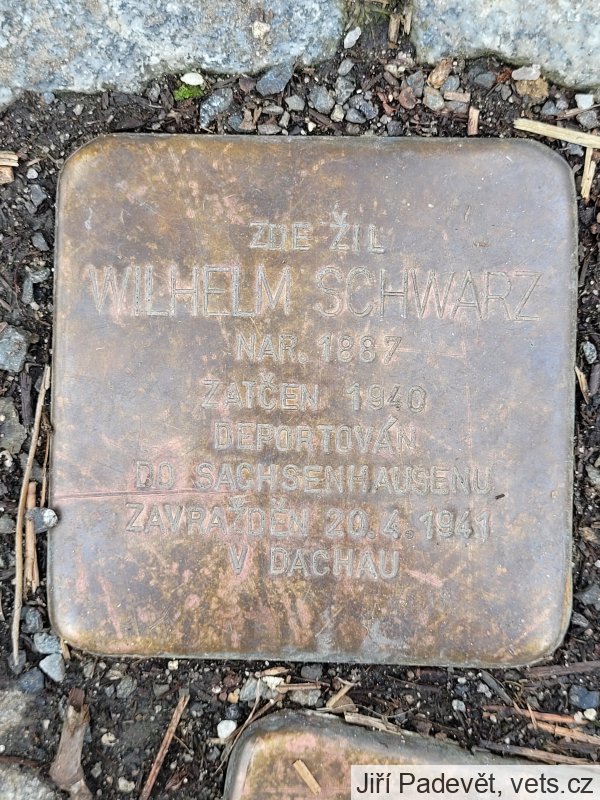 ZDE ŽIL
WILHELM SCHWARZ
NAR. 1887
ZATČEN 1940
DEPORTOVÁN
DO SACHSENHAUSENU
ZAVRAŽDĚN 20.4.1941
V DACHAU
Jiří Padevět, vets.cz